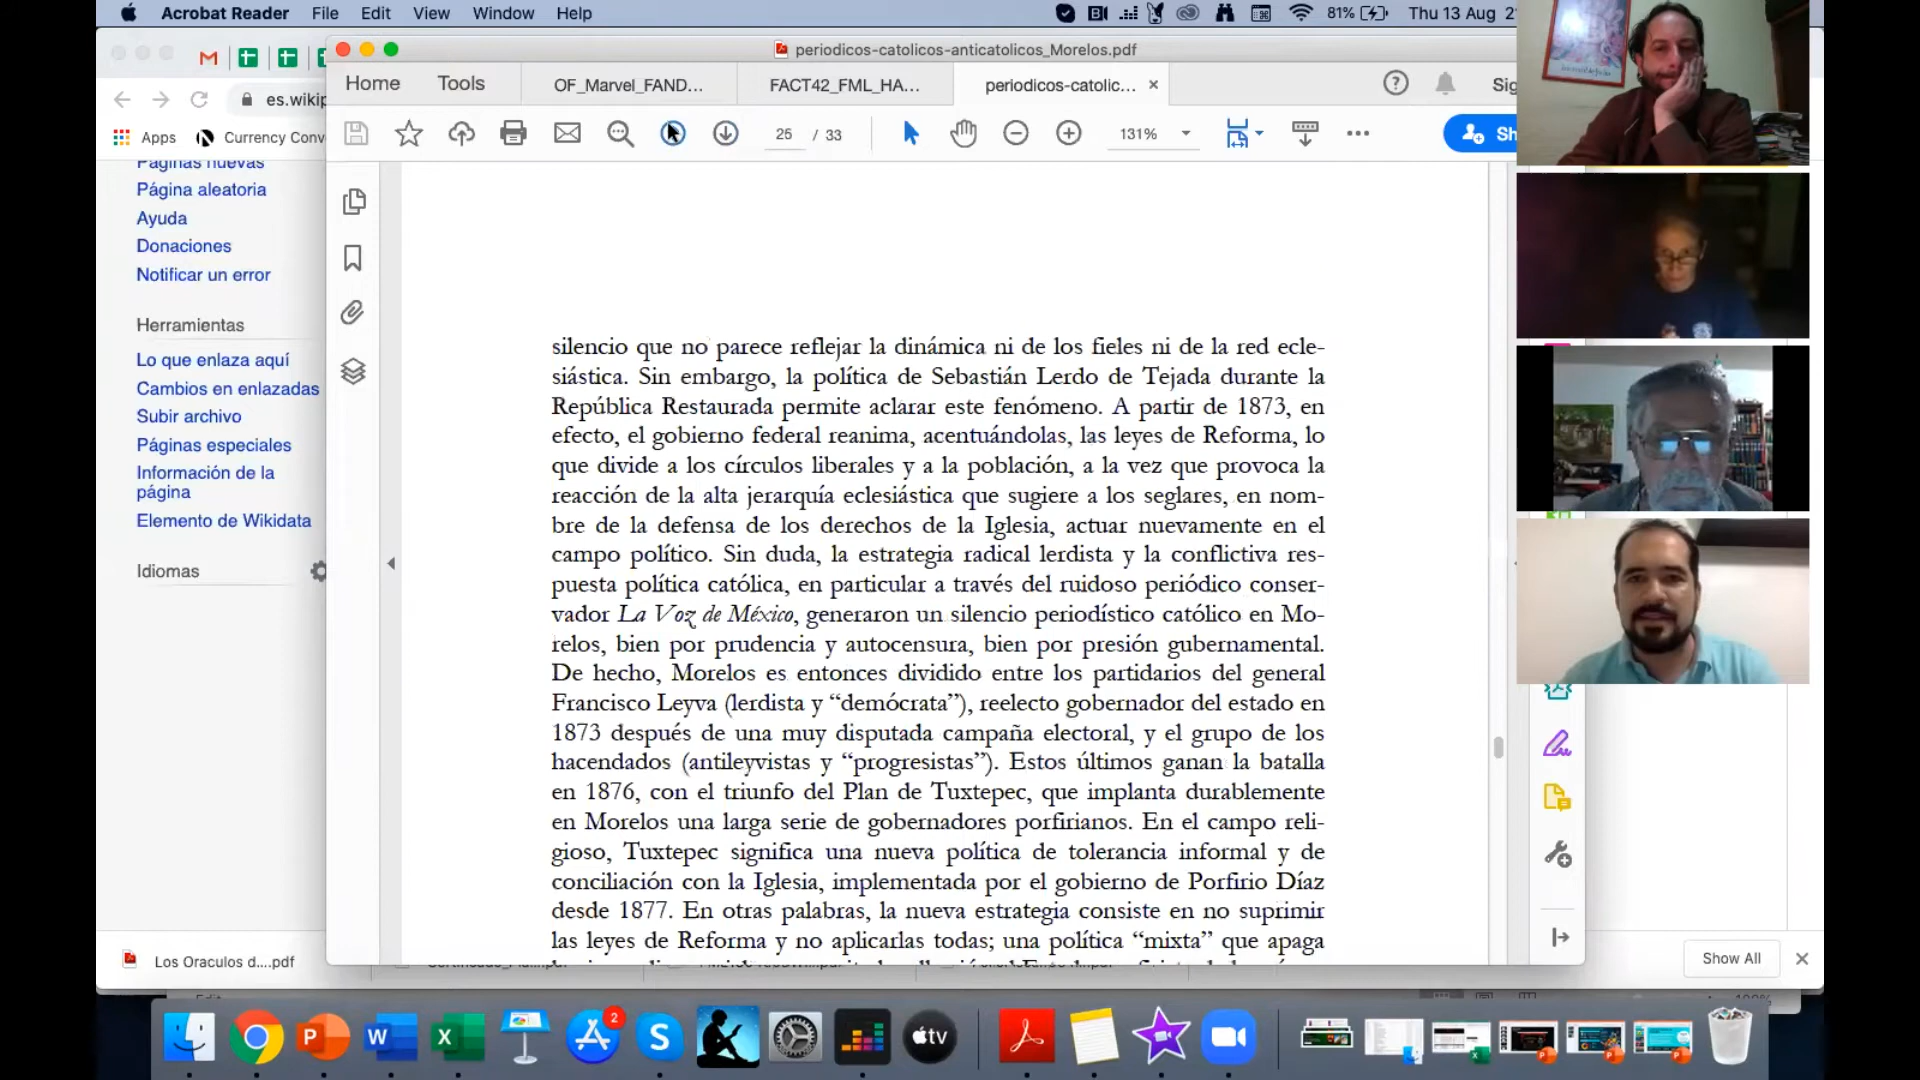 Acrobat Reader File Edit View Window Help 81% Thu 13 Aug
periodicos-catolicos-anticatolicos_Morelos.pdf
Home Tools OF_Marvel_FAND... FACT42_FML_HA... periodicos-catolic... ×
es.wikip
25 / 33 131%
Apps Currency Conv
Páginas nuevas
Página aleatoria
Ayuda
Donaciones
Notificar un error
Herramientas
Lo que enlaza aquí
Cambios en enlazadas
Subir archivo
Páginas especiales
Información de la
página
Elemento de Wikidata
Idiomas
silencio que no parece reflejar la dinámica ni de los fieles ni de la red ecle-
siástica. Sin embargo, la política de Sebastián Lerdo de Tejada durante la
República Restaurada permite aclarar este fenómeno. A partir de 1873, en
efecto, el gobierno federal reanima, acentuándolas, las leyes de Reforma, lo
que divide a los círculos liberales y a la población, a la vez que provoca la
reacción de la alta jerarquía eclesiástica que sugiere a los seglares, en nom-
bre de la defensa de los derechos de la Iglesia, actuar nuevamente en el
campo político. Sin duda, la estrategia radical lerdista y la conflictiva res-
puesta política católica, en particular a través del ruidoso periódico conser-
vador La Voz de México, generaron un silencio periodístico católico en Mo-
relos, bien por prudencia y autocensura, bien por presión gubernamental.
De hecho, Morelos es entonces dividido entre los partidarios del general
Francisco Leyva (lerdista y “demócrata”), reelecto gobernador del estado en
1873 después de una muy disputada campaña electoral, y el grupo de los
hacendados (antileyvistas y “progresistas”). Estos últimos ganan la batalla
en 1876, con el triunfo del Plan de Tuxtepec, que implanta durablemente
en Morelos una larga serie de gobernadores porfirianos. En el campo reli-
gioso, Tuxtepec significa una nueva política de tolerancia informal y de
conciliación con la Iglesia, implementada por el gobierno de Porfirio Díaz
desde 1877. En otras palabras, la nueva estrategia consiste en no suprimir
las leyes de Reforma y no aplicarlas todas; una política “mixta” que apaga
Los Oraculos d....pdf
Show All
2
tv